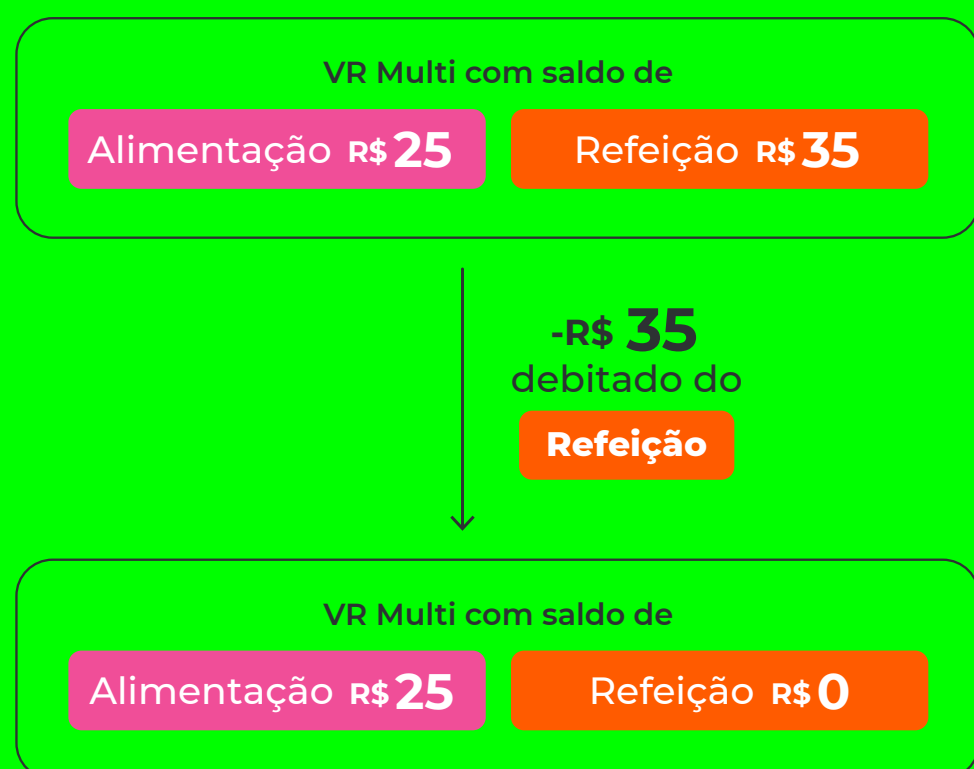 VR Multi com saldo de
Alimentação R$ 25 Refeição R$ 35
-R$ 35
debitado do
Refeição
VR Multi com saldo de
Alimentação R$ 25 Refeição R$ 0